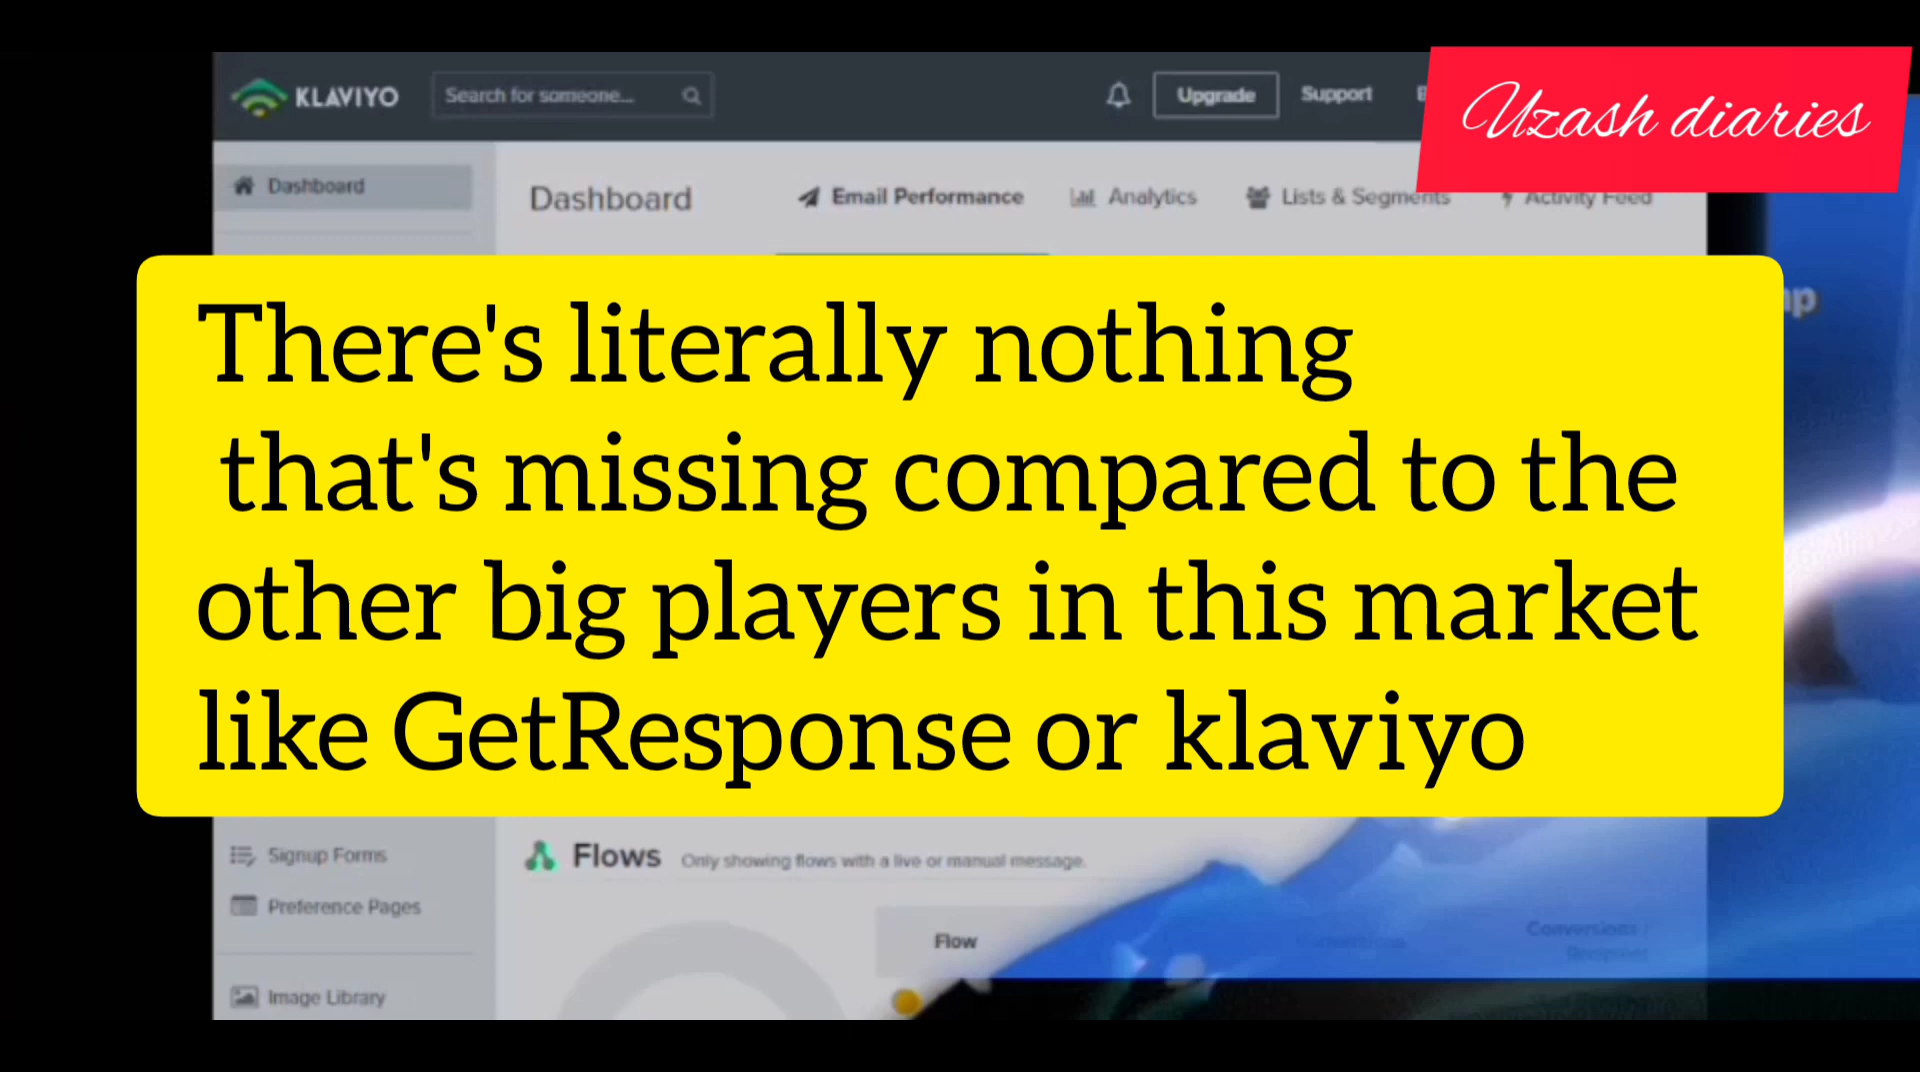 KLAVIYO
Search for someone...
Upgrade
Support
Uzash diaries
Dashboard
Dashboard
Email Performance
Analytics
Lists & Segments
Activity Feed
There's literally nothing
that's missing compared to the
other big players in this market
like GetResponse or klaviyo
Signup Forms
Flows Only showing flows with a live or manual message.
Preference Pages
Flow
Conversions /
Recipient
Image Library